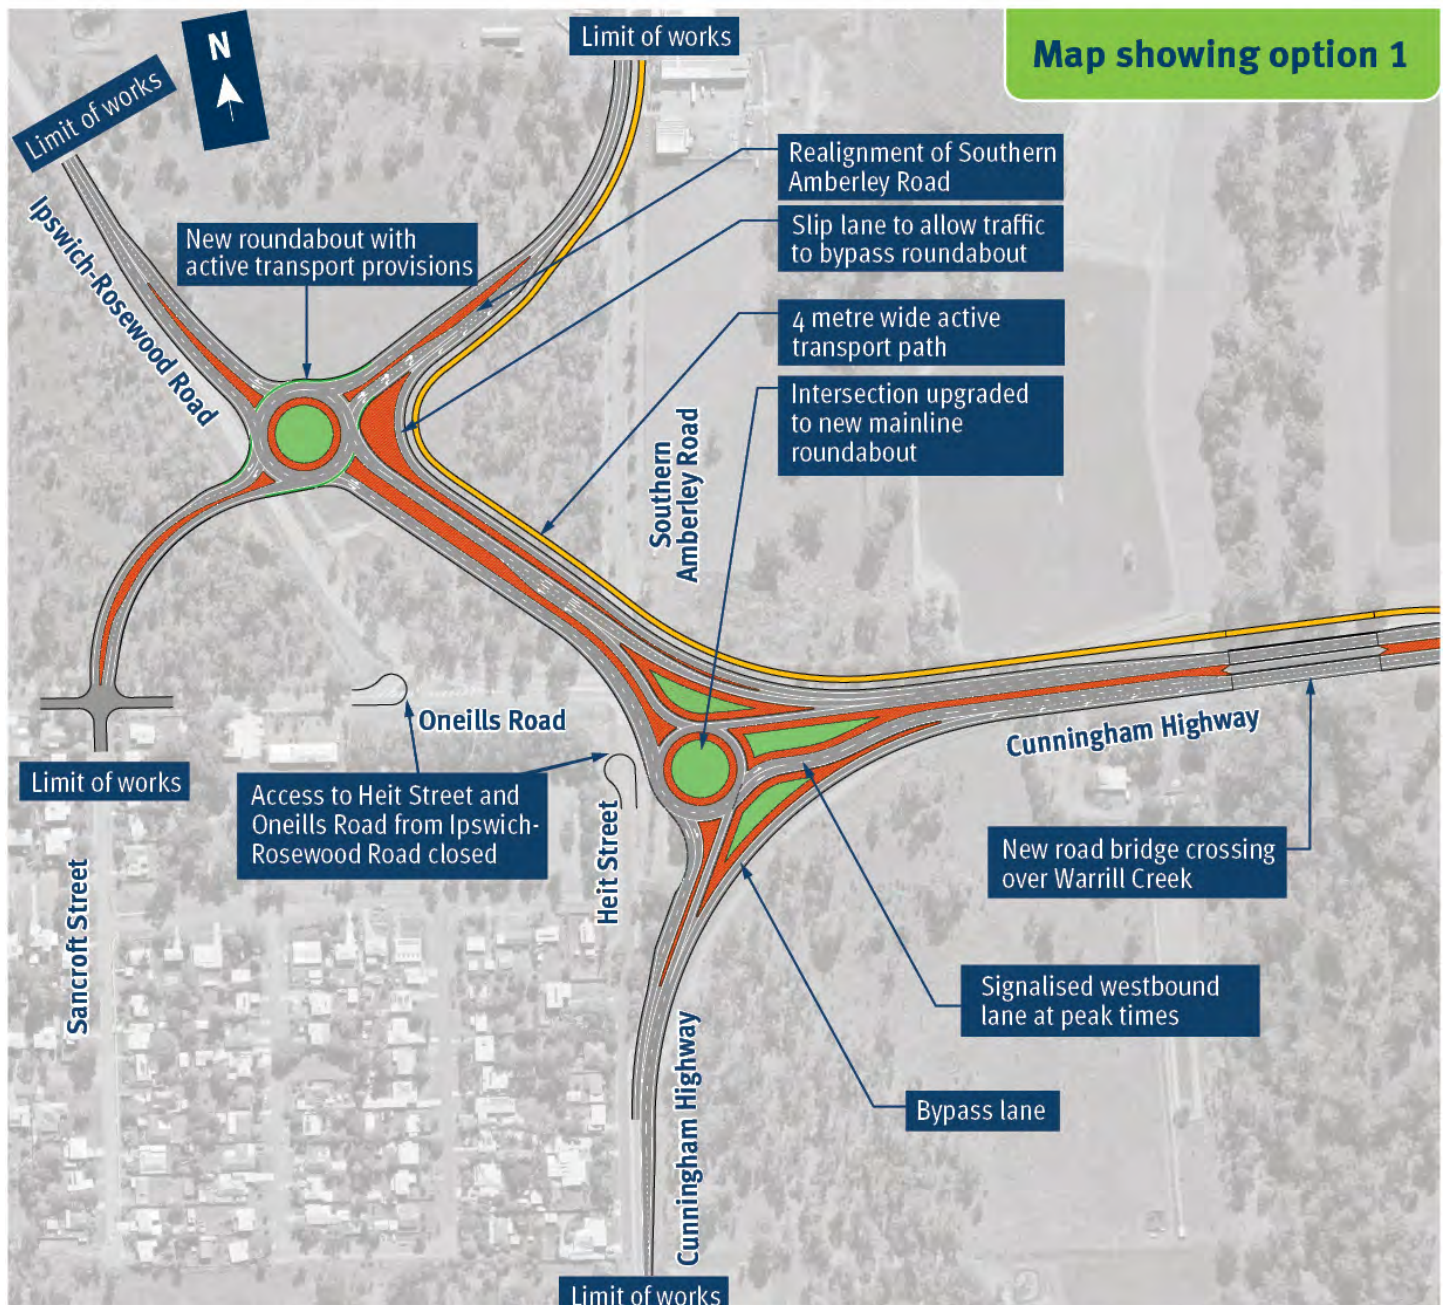 Limit of works
Map showing option 1
N
Limit of works
Realignment of Southern
Amberley Road
Slip lane to allow traffic
to bypass roundabout
New roundabout with
active transport provisions
Ipswich-Rosewood Road
4 metre wide active
transport path
Intersection upgraded
to new mainline
roundabout
Southern
Amberley Road
Oneills Road
Cunningham Highway
Limit of works
Access to Heit Street and
Oneills Road from Ipswich-
Rosewood Road closed
Heit Street
New road bridge crossing
over Warrill Creek
Sancroft Street
Signalised westbound
lane at peak times
Cunningham Highway
Bypass lane
Limit of works